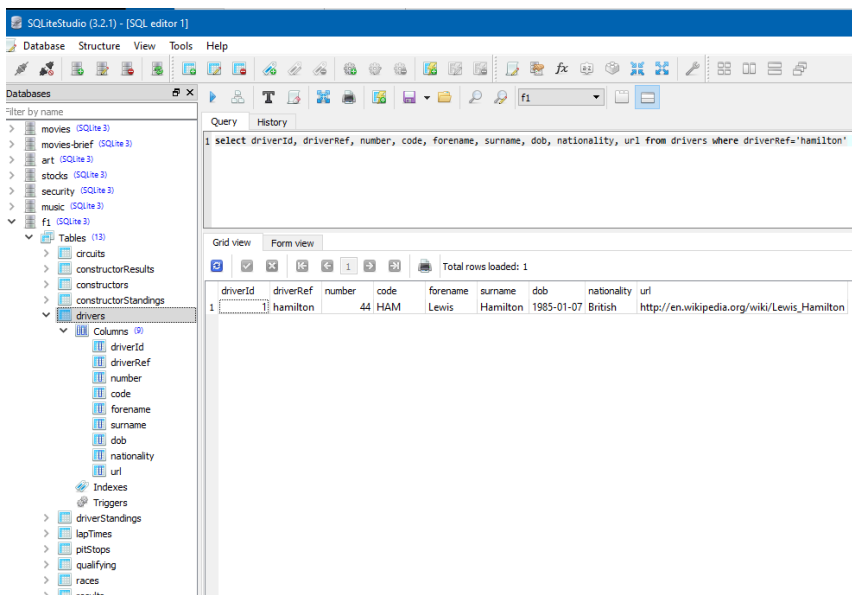 SQLiteStudio (3.2.1) - [SQL editor 1]
Database Structure View Tools Help
Databases
Filter by name
movies (SQLite 3)
movies-brief (SQLite 3)
art (SQLite 3)
stocks (SQLite 3)
security (SQLite 3)
music (SQLite 3)
f1 (SQLite 3)
Tables (13)
circuits
constructorResults
constructors
constructorStandings
drivers
Columns (9)
driverId
driverRef
number
code
forename
surname
dob
nationality
url
Indexes
Triggers
driverStandings
lapTimes
pitStops
qualifying
races
results
f1
Query History
1 select driverId, driverRef, number, code, forename, surname, dob, nationality, url from drivers where driverRef='hamilton'
Grid view Form view
1 Total rows loaded: 1
driverId driverRef number code forename surname dob nationality url
1 1 hamilton 44 HAM Lewis Hamilton 1985-01-07 British http://en.wikipedia.org/wiki/Lewis_Hamilton